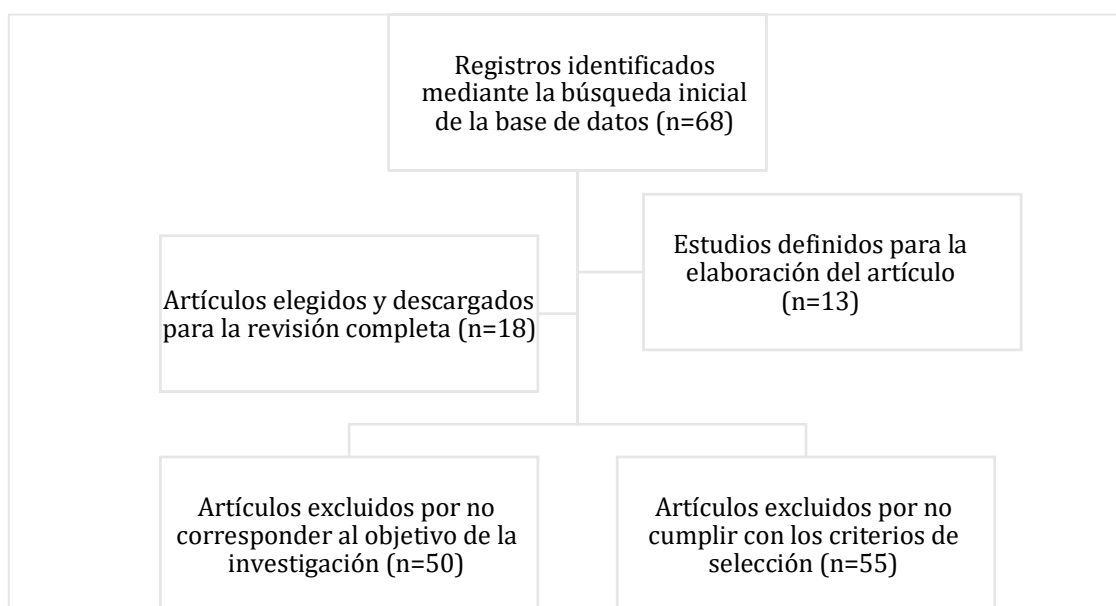 Registros identificados
mediante la búsqueda inicial
de la base de datos (n=68)
Estudios definidos para la
elaboración del artículo
(n=13)
Artículos elegidos y descargados
para la revisión completa (n=18)
Artículos excluidos por no
corresponder al objetivo de la
investigación (n=50)
Artículos excluidos por no
cumplir con los criterios de
selección (n=55)